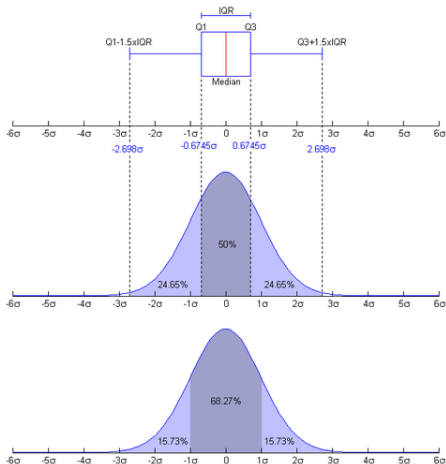 IQR
Q1 Q3
Q1-1.5xIQR Q3+1.5xIQR
Median
-6σ -5σ -4σ -3σ -2σ -1σ 0 1σ 2σ 3σ 4σ 5σ 6σ
-2.698σ -0.6745σ 0.6745σ 2.698σ
50%
24.65% 24.65%
-6σ -5σ -4σ -3σ -2σ -1σ 0 1σ 2σ 3σ 4σ 5σ 6σ
68.27%
15.73% 15.73%
-6σ -5σ -4σ -3σ -2σ -1σ 0 1σ 2σ 3σ 4σ 5σ 6σ